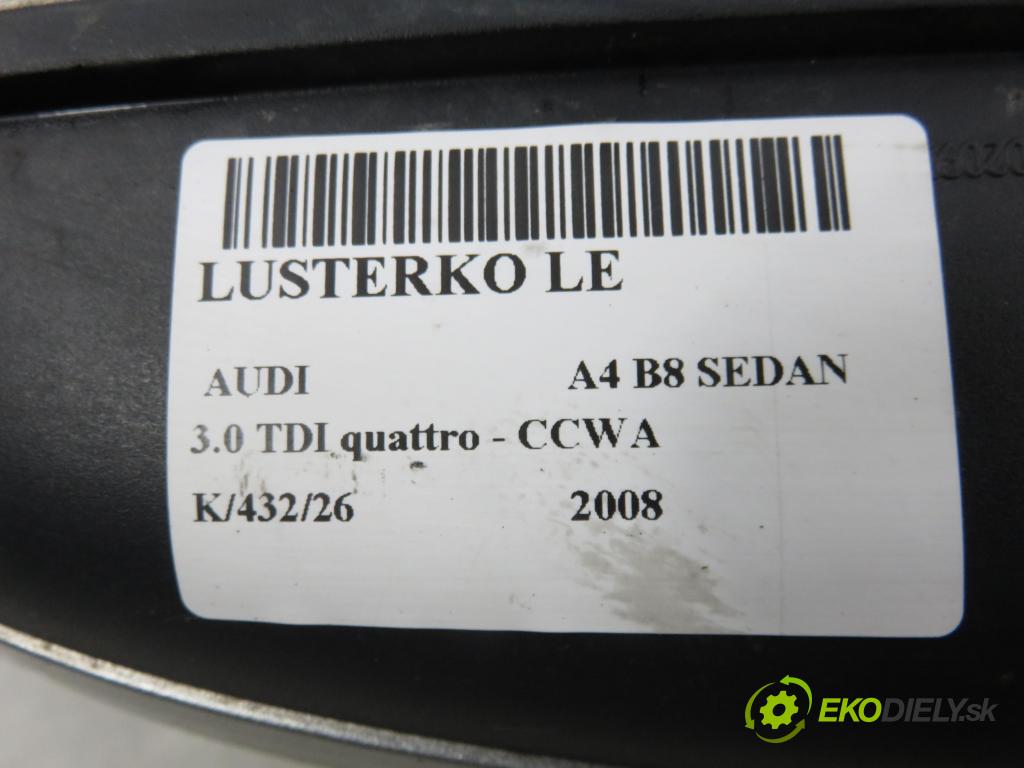 LUSTERKO LE
AUDI A4 B8 SEDAN
3.0 TDI quattro - CCWA
K/432/26 2008
EKODIELY.sk